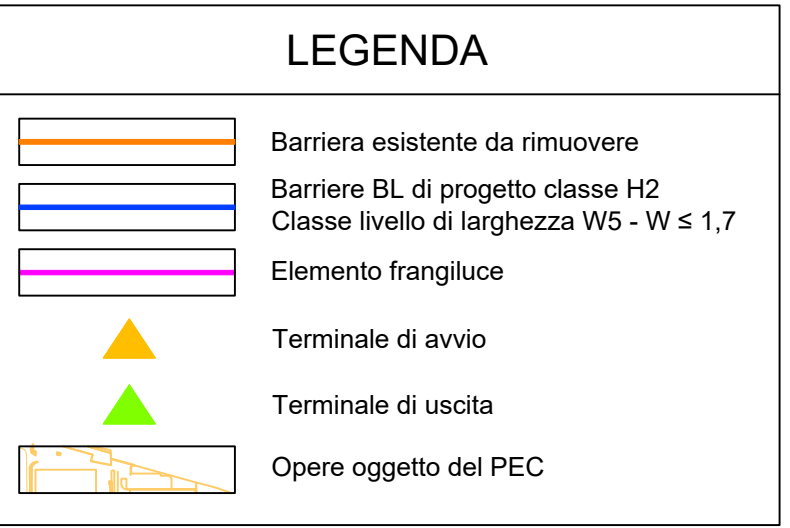 LEGENDA
Barriera esistente da rimuovere
Barriere BL di progetto classe H2
Classe livello di larghezza W5 - W ≤ 1,7
Elemento frangiluce
Terminale di avvio
Terminale di uscita
Opere oggetto del PEC